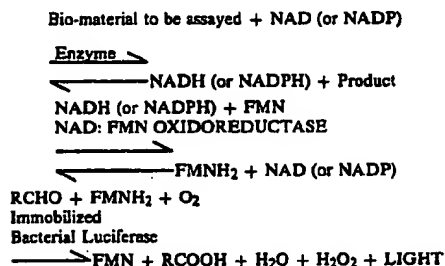 Bio-material to be assayed + NAD (or NADP)
Enzyme
NADH (or NADPH) + Product
NADH (or NADPH) + FMN
NAD: FMN OXIDOREDUCTASE
FMNH₂ + NAD (or NADP)
RCHO + FMNH₂ + O₂
Immobilized
Bacterial Luciferase
FMN + RCOOH + H₂O + H₂O₂ + LIGHT